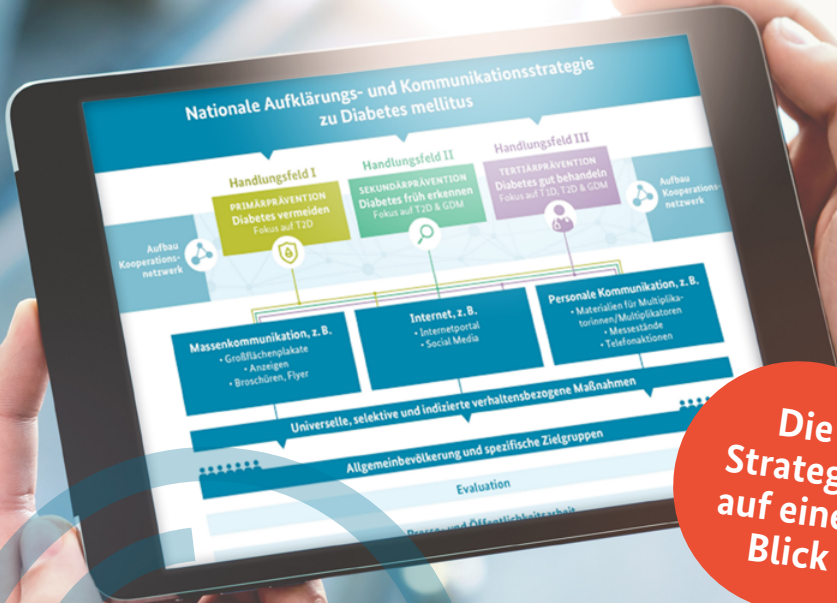 Nationale Aufklärungs- und Kommunikationsstrategie
zu Diabetes mellitus
Handlungsfeld I
PRIMÄRPRÄVENTION
Diabetes vermeiden
Fokus auf T2D
Handlungsfeld II
SEKUNDÄRPRÄVENTION
Diabetes früh erkennen
Fokus auf T2D & GDM
Handlungsfeld III
TERTIÄRPRÄVENTION
Diabetes gut behandeln
Fokus auf T1D, T2D & GDM
Aufbau
Kooperations-
netzwerk
Aufbau
Kooperations-
netzwerk
Massenkommunikation, z. B.
• Großflächenplakate
• Anzeigen
• Broschüren, Flyer
Internet, z. B.
• Internetportal
• Social Media
Personale Kommunikation, z. B.
• Materialien für Multiplika-
torinnen/Multiplikatoren
• Messestände
• Telefonaktionen
Universelle, selektive und indizierte verhaltensbezogene Maßnahmen
Allgemeinbevölkerung und spezifische Zielgruppen
Evaluation
Presse- und Öffentlichkeitsarbeit
Die
Strateg
auf eine
Blick